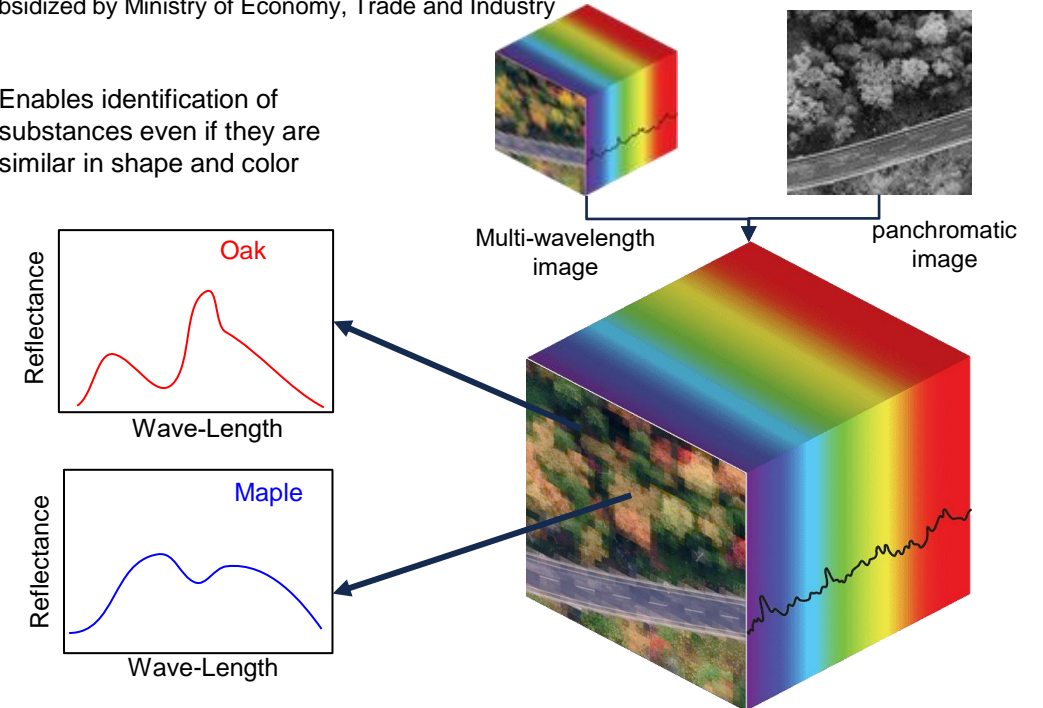 bsidized by Ministry of Economy, Trade and Industry
Enables identification of
substances even if they are
similar in shape and color
Multi-wavelength
image
panchromatic
image
Oak
Reflectance
Wave-Length
Maple
Reflectance
Wave-Length